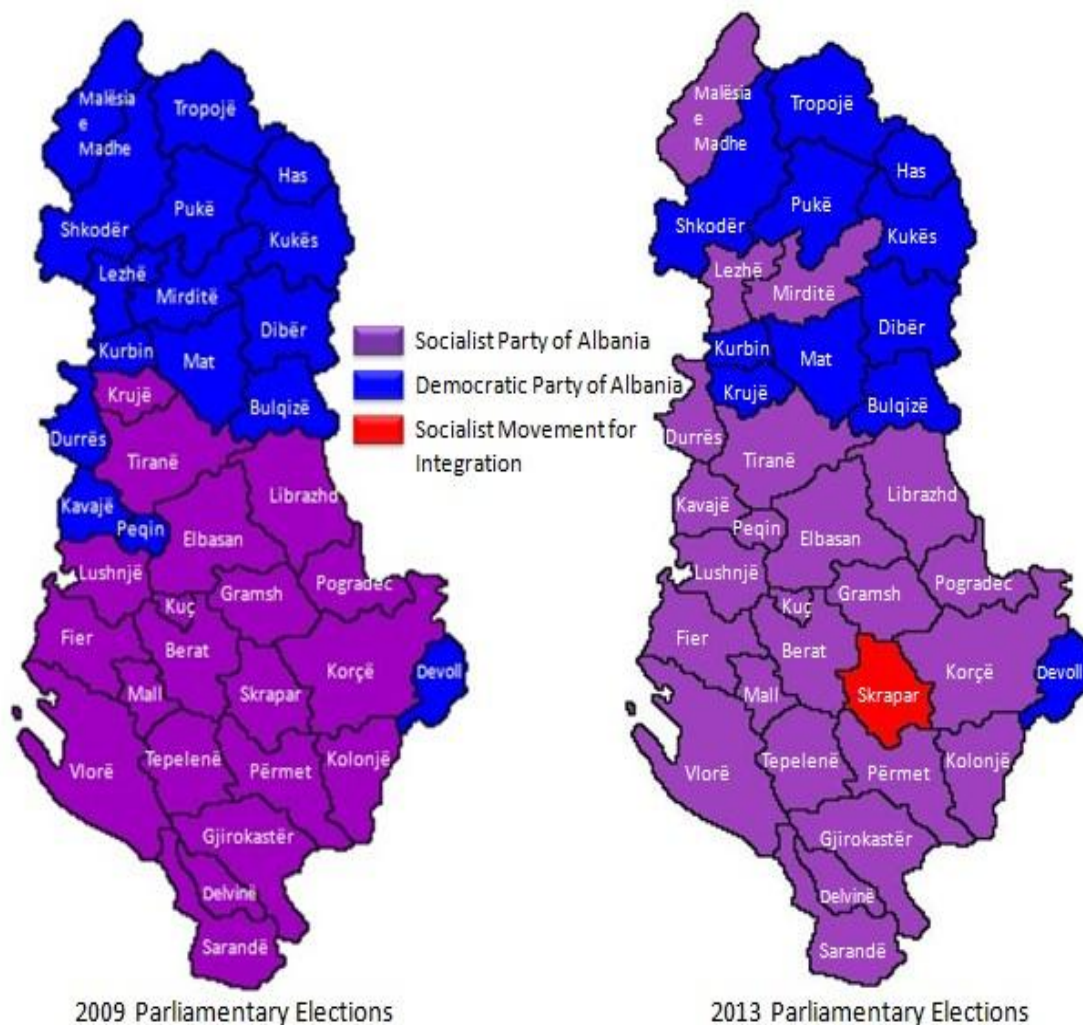 Malësia
e
Madhe
Tropojë
Has
Shkodër
Pukë
Kukës
Lezhë
Mirditë
Dibër
Kurbin
Mat
Krujë
Bulqizë
Durrës
Tiranë
Librazhd
Kavajë
Peqin
Elbasan
Lushnjë
Gramsh
Pogradec
Kuç
Fier
Berat
Korçë
Devoll
Mall
Skrapar
Vlorë
Tepelenë
Përmet
Kolonjë
Gjirokastër
Delvinë
Sarandë
2009 Parliamentary Elections
Socialist Party of Albania
Democratic Party of Albania
Socialist Movement for
Integration
Malësia
e
Madhe
Tropojë
Has
Shkodër
Pukë
Kukës
Lezhë
Mirditë
Dibër
Kurbin
Mat
Krujë
Bulqizë
Durrës
Tiranë
Librazhd
Kavajë
Peqin
Elbasan
Lushnjë
Gramsh
Pogradec
Kuç
Fier
Berat
Korçë
Devoll
Mall
Skrapar
Vlorë
Tepelenë
Përmet
Kolonjë
Gjirokastër
Delvinë
Sarandë
2013 Parliamentary Elections